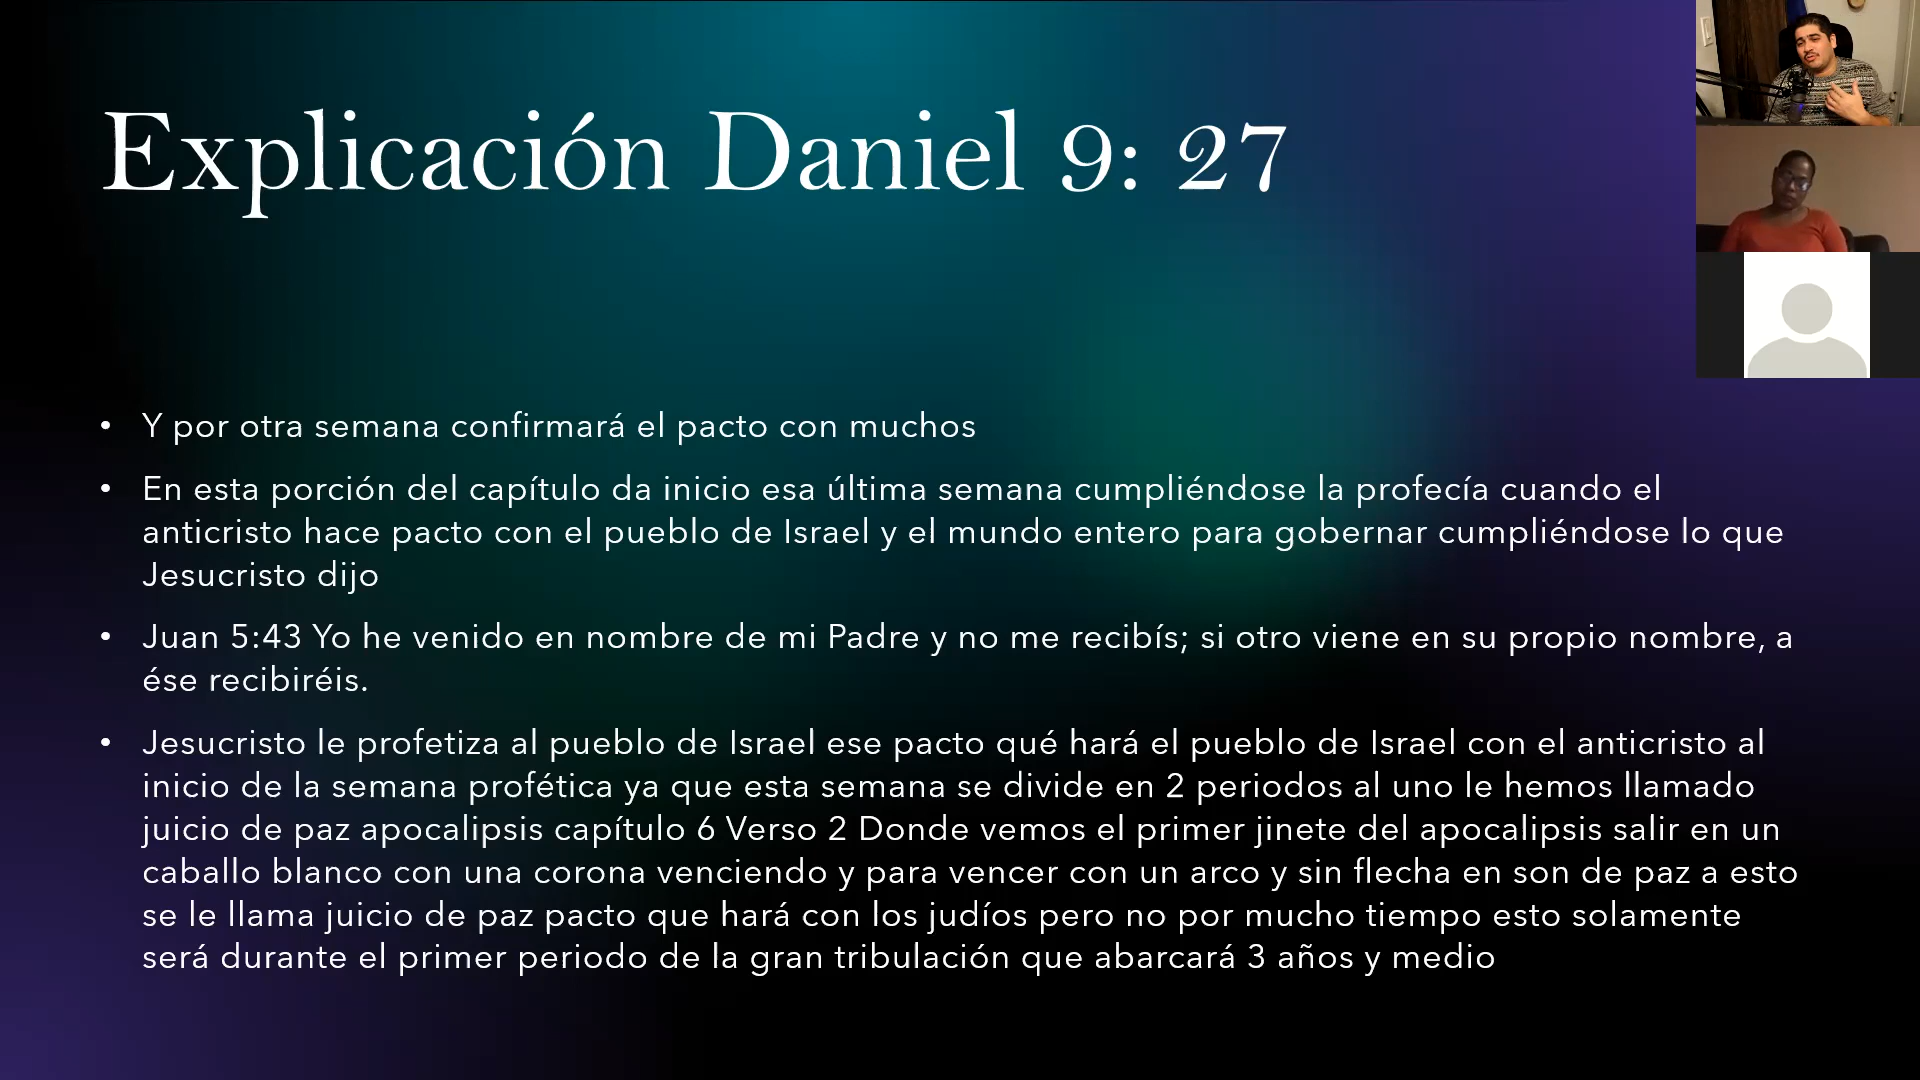 Explicación Daniel 9: 27
• Y por otra semana confirmará el pacto con muchos
• En esta porción del capítulo da inicio esa última semana cumpliéndose la profecía cuando el
anticristo hace pacto con el pueblo de Israel y el mundo entero para gobernar cumpliéndose lo que
Jesucristo dijo
• Juan 5:43 Yo he venido en nombre de mi Padre y no me recibís; si otro viene en su propio nombre, a
ése recibiréis.
• Jesucristo le profetiza al pueblo de Israel ese pacto qué hará el pueblo de Israel con el anticristo al
inicio de la semana profética ya que esta semana se divide en 2 periodos al uno le hemos llamado
juicio de paz apocalipsis capítulo 6 Verso 2 Donde vemos el primer jinete del apocalipsis salir en un
caballo blanco con una corona venciendo y para vencer con un arco y sin flecha en son de paz a esto
se le llama juicio de paz pacto que hará con los judíos pero no por mucho tiempo esto solamente
será durante el primer periodo de la gran tribulación que abarcará 3 años y medio